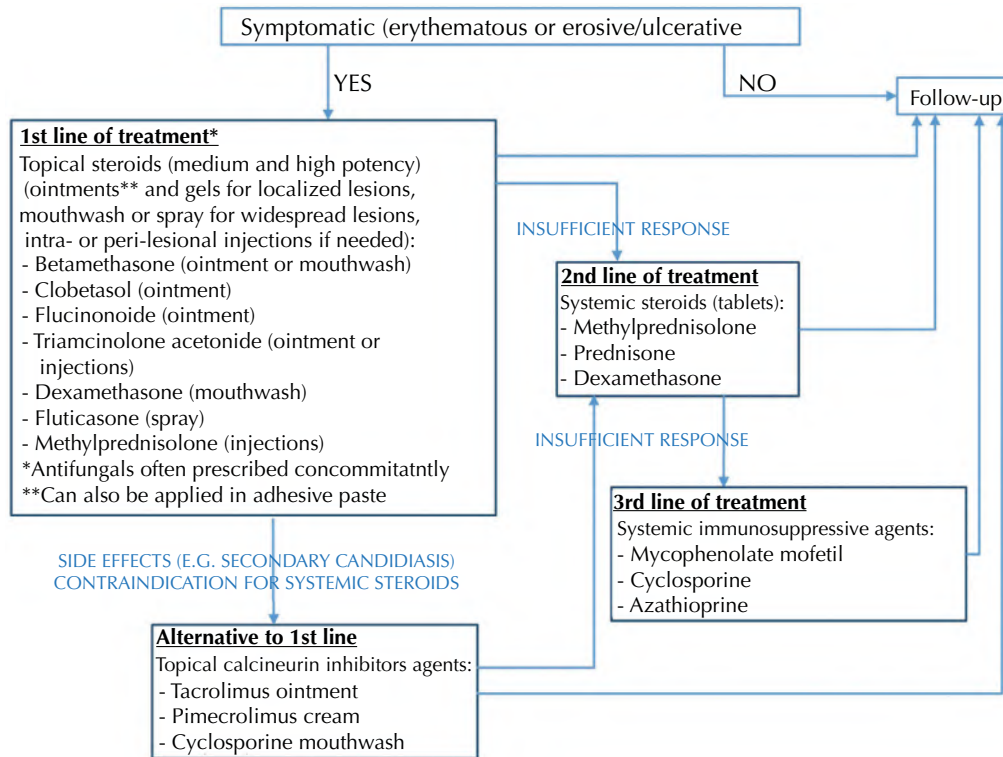 Symptomatic (erythematous or erosive/ulcerative
YES
NO
Follow-up
1st line of treatment*
Topical steroids (medium and high potency)
(ointments** and gels for localized lesions,
mouthwash or spray for widespread lesions,
intra- or peri-lesional injections if needed):
- Betamethasone (ointment or mouthwash)
- Clobetasol (ointment)
- Flucinonoide (ointment)
- Triamcinolone acetonide (ointment or
injections)
- Dexamethasone (mouthwash)
- Fluticasone (spray)
- Methylprednisolone (injections)
*Antifungals often prescribed concommitatntly
**Can also be applied in adhesive paste
INSUFFICIENT RESPONSE
2nd line of treatment
Systemic steroids (tablets):
- Methylprednisolone
- Prednisone
- Dexamethasone
INSUFFICIENT RESPONSE
3rd line of treatment
Systemic immunosuppressive agents:
- Mycophenolate mofetil
- Cyclosporine
- Azathioprine
SIDE EFFECTS (E.G. SECONDARY CANDIDIASIS)
CONTRAINDICATION FOR SYSTEMIC STEROIDS
Alternative to 1st line
Topical calcineurin inhibitors agents:
- Tacrolimus ointment
- Pimecrolimus cream
- Cyclosporine mouthwash